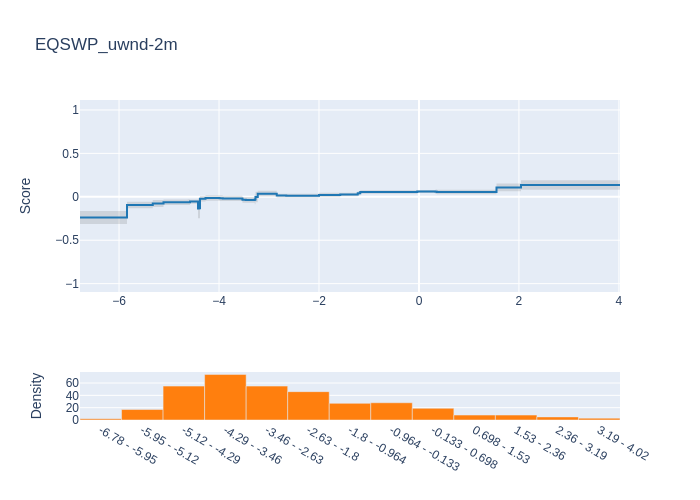 EQSWP_uwnd-2m
1
0.5
0
−0.5
−1
Score
−6
−4
−2
0
2
4
60
40
20
0
Density
-6.78 - -5.95
-5.95 - -5.12
-5.12 - -4.29
-4.29 - -3.46
-3.46 - -2.63
-2.63 - -1.8
-1.8 - -0.964
-0.964 - -0.133
-0.133 - 0.698
0.698 - 1.53
1.53 - 2.36
2.36 - 3.19
3.19 - 4.02